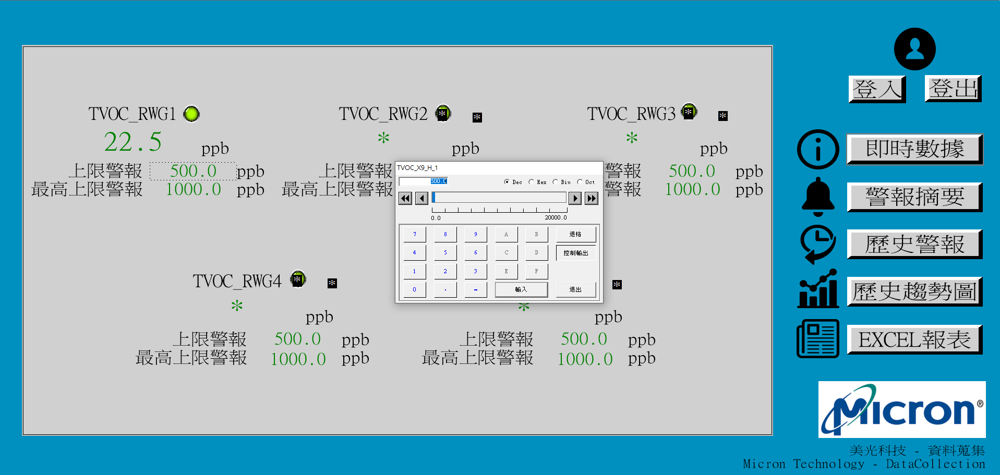 登入 登出
TVOC_RWG1
22.5 ppb
上限警報 500.0 ppb
最高上限警報 1000.0 ppb
TVOC_RWG2 * *
* ppb
上限警報
最高上限警報
TVOC_RWG3 * *
* ppb
警報 500.0 ppb
警報 1000.0 ppb
TVOC_X9_H_1
500.0 Dec Hex Bin Oct
0.0 20000.0
7 8 9 A B 退格
4 5 6 C D 控制輸出
1 2 3 E F
0 . - 輸入 退出
TVOC_RWG4 * *
* ppb
上限警報 500.0 ppb
最高上限警報 1000.0 ppb
*
* ppb
上限警報 500.0 ppb
最高上限警報 1000.0 ppb
即時數據
警報摘要
歷史警報
歷史趨勢圖
EXCEL報表
Micron®
美光科技 - 資料蒐集
Micron Technology - DataCollection